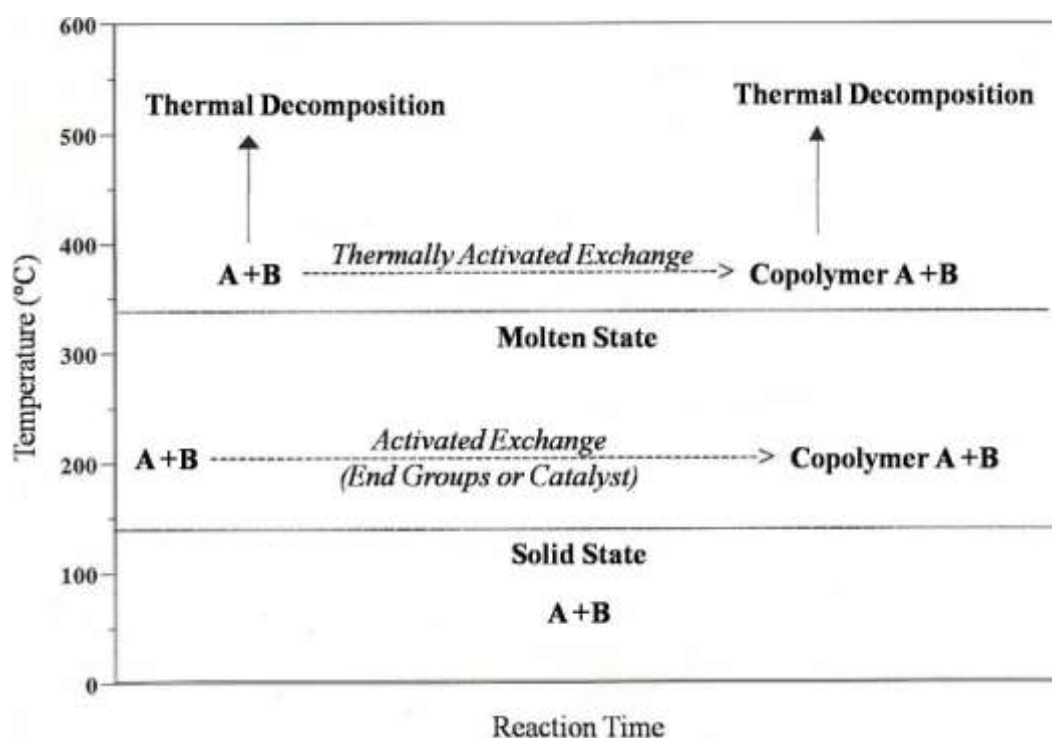 600
Thermal Decomposition
Thermal Decomposition
500
400
Thermally Activated Exchange
A+B
Copolymer A+B
Molten State
300
Temperature (°C)
Activated Exchange
A+B
Copolymer A+B
200
(End Groups or Catalyst)
Solid State
100
A+B
0
Reaction Time